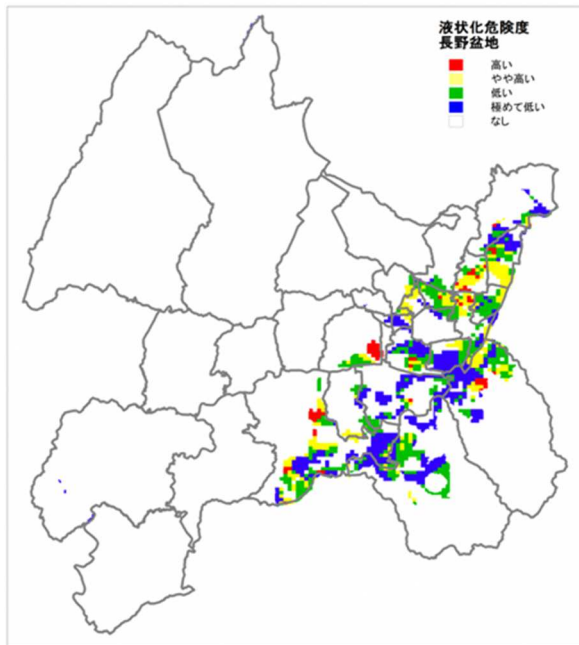 液状化危険度
長野盆地
高い
やや高い
低い
極めて低い
なし